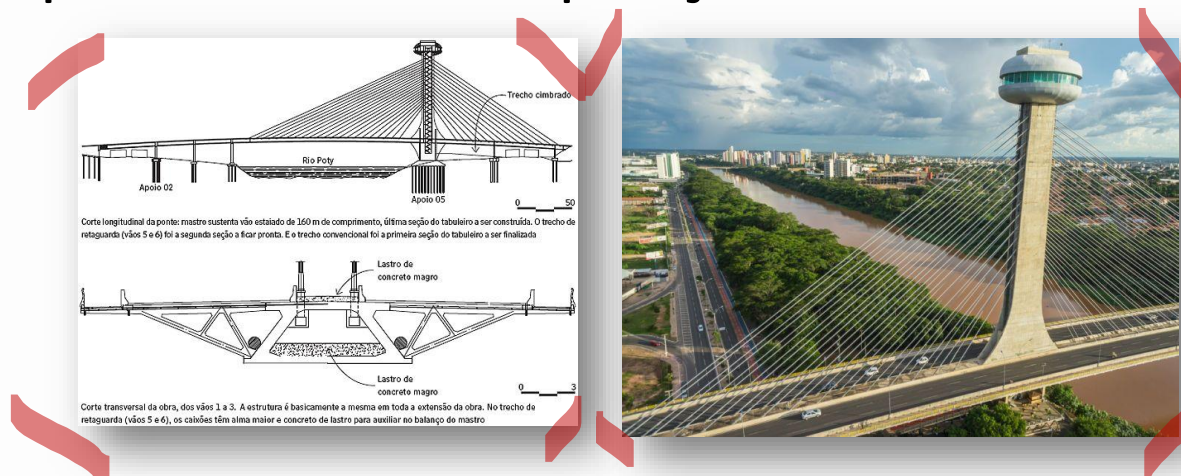 Trecho cimbrado
Rio Poty
Apoio 02
Apoio 05
0 50
Corte longitudinal da ponte: mastro sustenta vão estaiado de 160 m de comprimento, última seção do tabuleiro a ser construída. O trecho de
retaguarda (vãos 5 e 6) foi a segunda seção a ficar pronta. E o trecho convencional foi a primeira seção do tabuleiro a ser finalizada
Lastro de
concreto magro
Lastro de
concreto magro
0 3
Corte transversal da obra, dos vãos 1 a 3. A estrutura é basicamente a mesma em toda a extensão da obra. No trecho de
retaguarda (vãos 5 e 6), os caixões têm alma maior e concreto de lastro para auxiliar no balanço do mastro